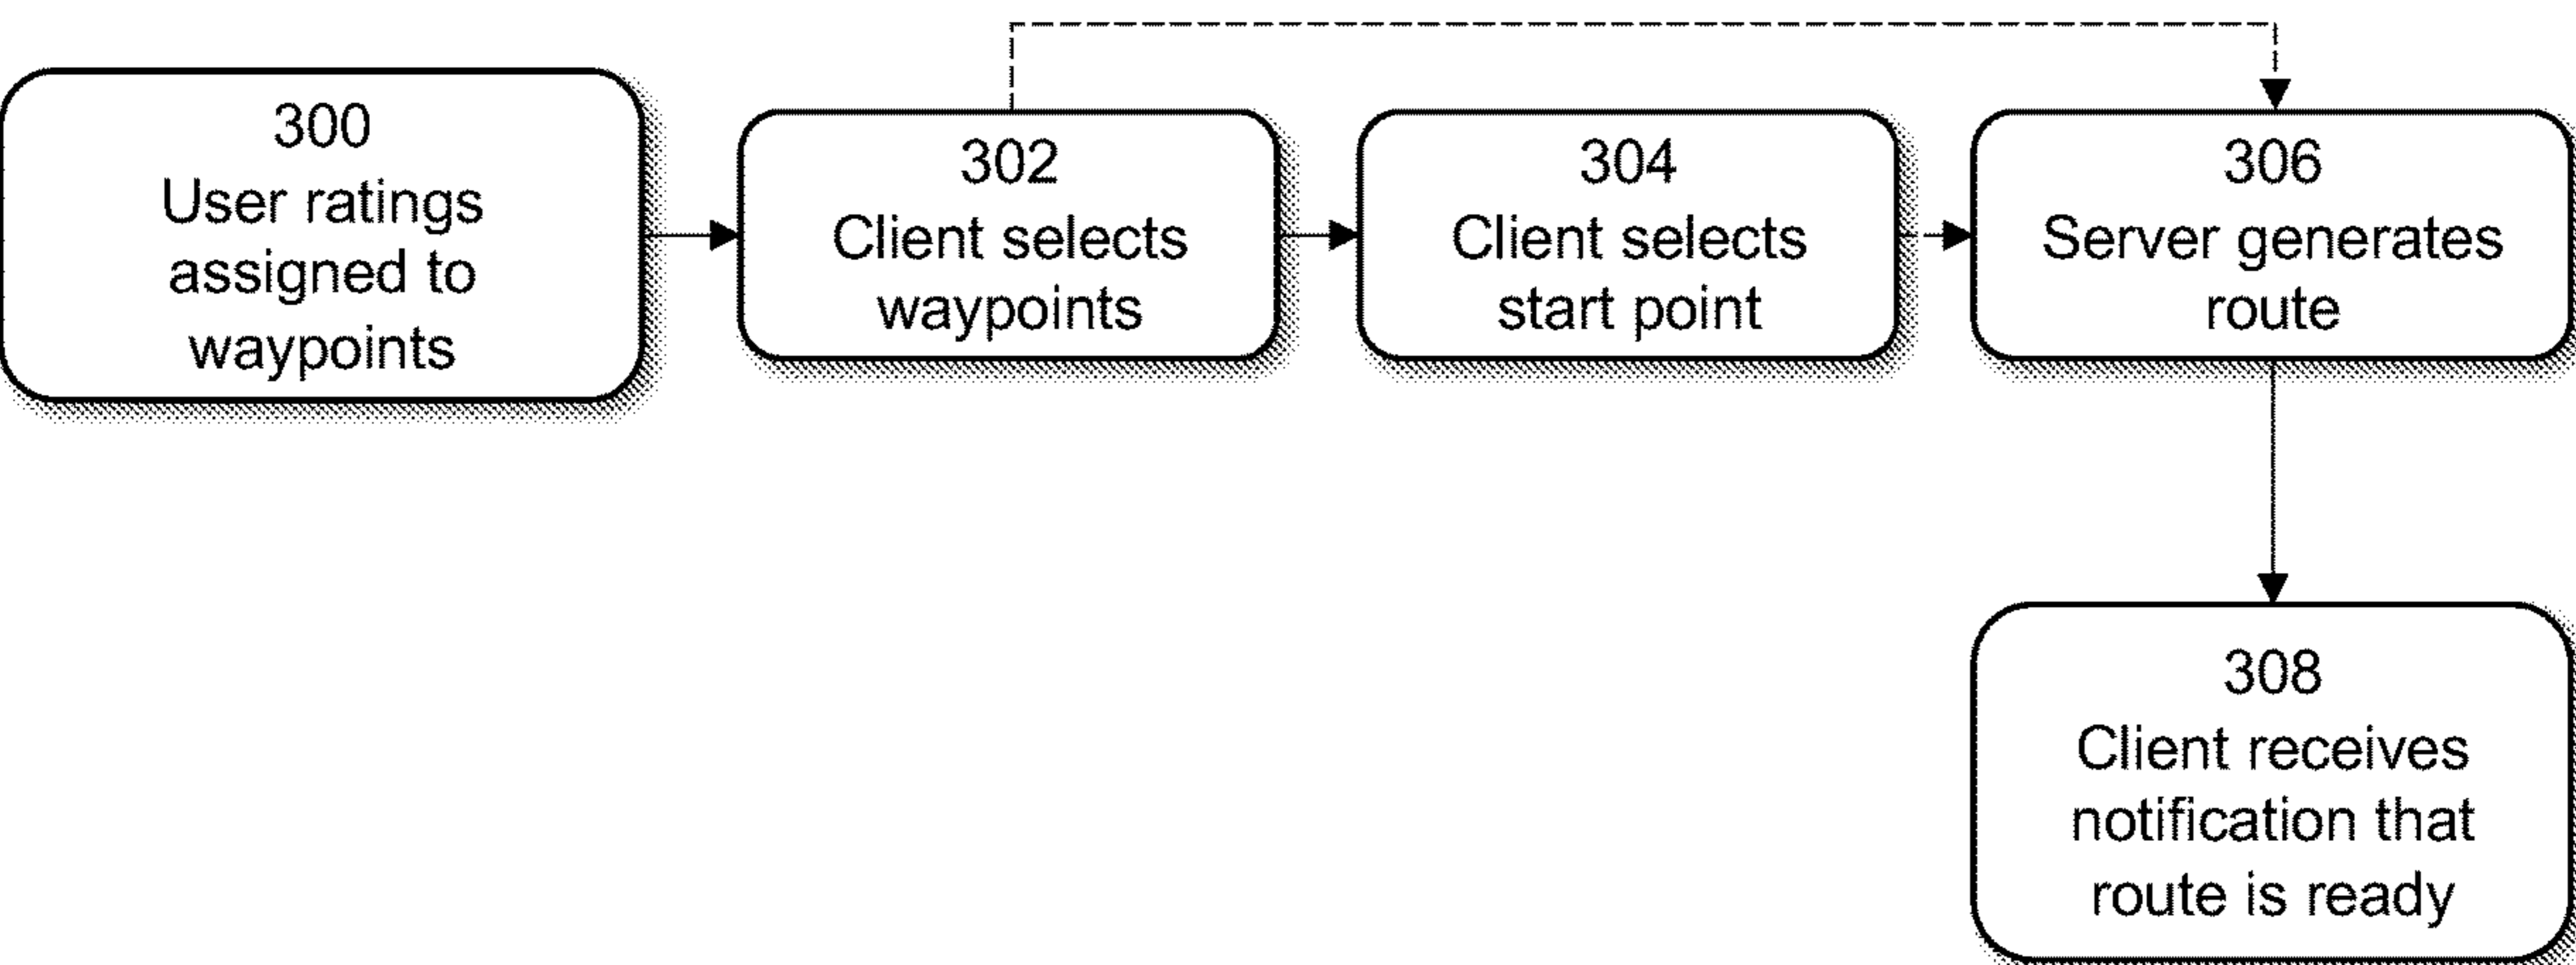 300
User ratings
assigned to
waypoints
302
Client selects
waypoints
304
Client selects
start point
306
Server generates
route
308
Client receives
notification that
route is ready